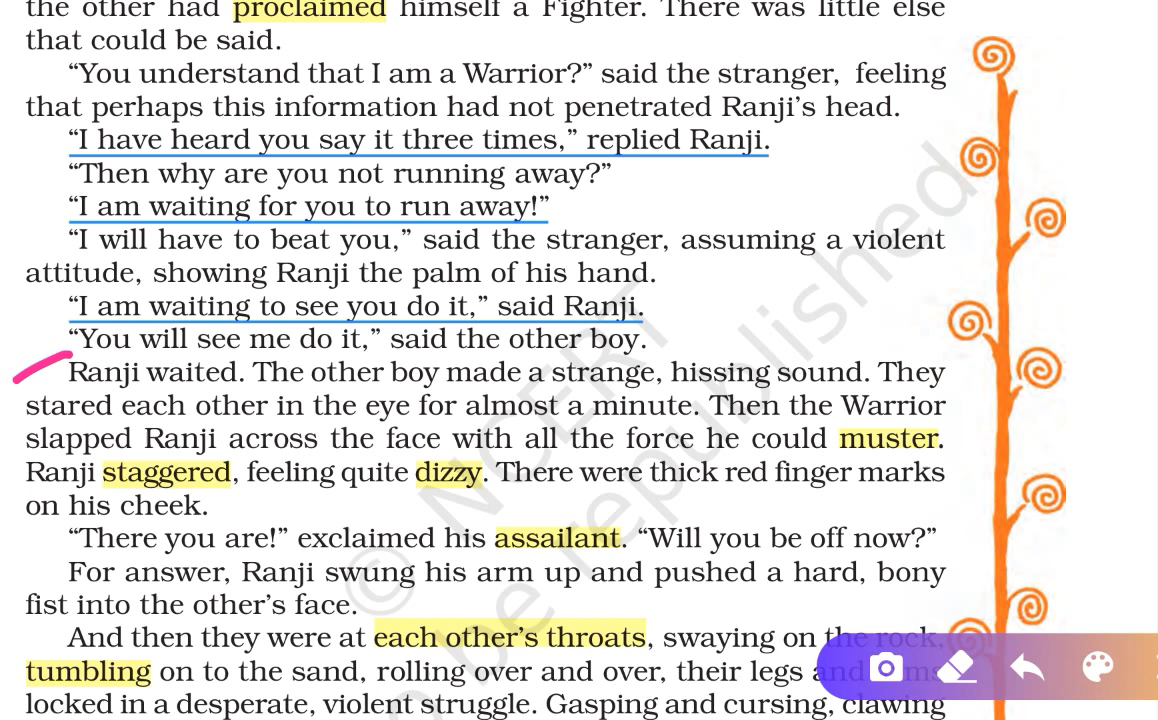 the other had proclaimed himself a Fighter. There was little else
that could be said.
“You understand that I am a Warrior?” said the stranger, feeling
that perhaps this information had not penetrated Ranji’s head.
“I have heard you say it three times,” replied Ranji.
“Then why are you not running away?”
“I am waiting for you to run away!”
“I will have to beat you,” said the stranger, assuming a violent
attitude, showing Ranji the palm of his hand.
“I am waiting to see you do it,” said Ranji.
“You will see me do it,” said the other boy.
Ranji waited. The other boy made a strange, hissing sound. They
stared each other in the eye for almost a minute. Then the Warrior
slapped Ranji across the face with all the force he could muster.
Ranji staggered, feeling quite dizzy. There were thick red finger marks
on his cheek.
“There you are!” exclaimed his assailant. “Will you be off now?”
For answer, Ranji swung his arm up and pushed a hard, bony
fist into the other’s face.
And then they were at each other’s throats, swaying on the rock,
tumbling on to the sand, rolling over and over, their legs and arms
locked in a desperate, violent struggle. Gasping and cursing, clawing
© NCERT
be republished